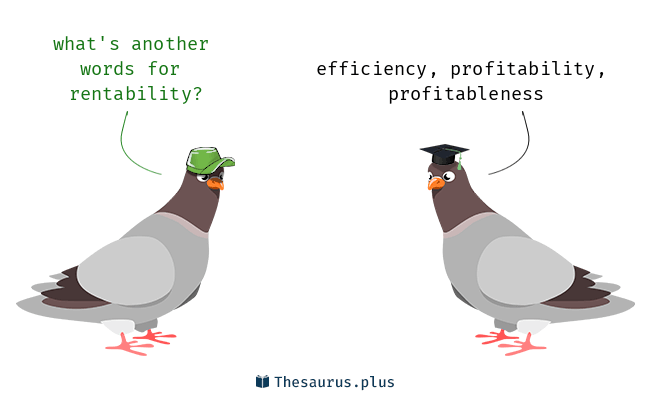 what's another
words for
rentability?
efficiency, profitability,
profitableness
Thesaurus.plus